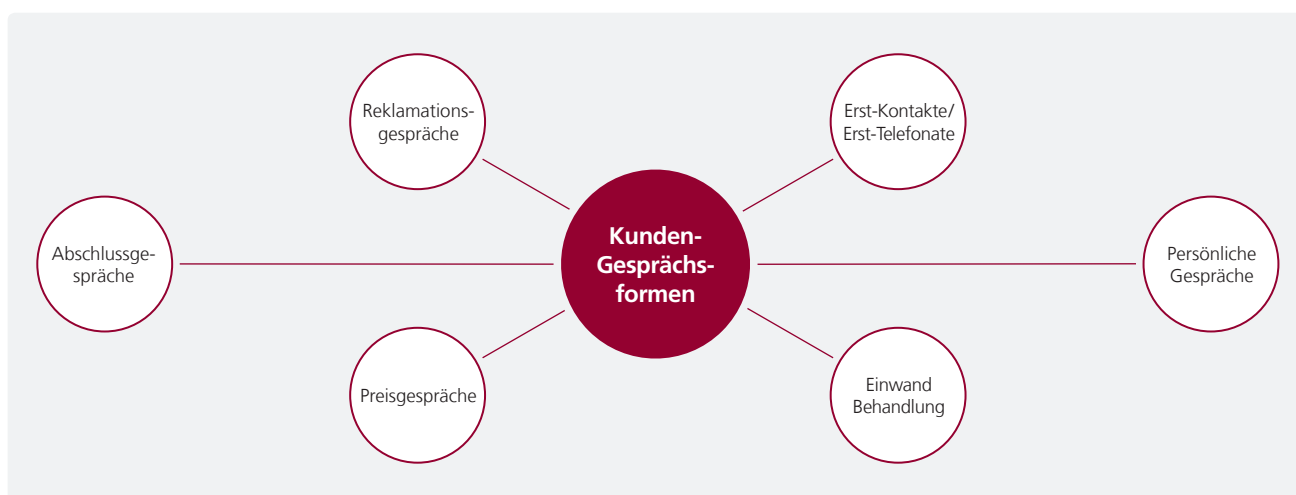 Reklamations-
gespräche
Erst-Kontakte/
Erst-Telefonate
Abschlussge-
spräche
Kunden-
Gesprächs-
formen
Persönliche
Gespräche
Preisgespräche
Einwand
Behandlung